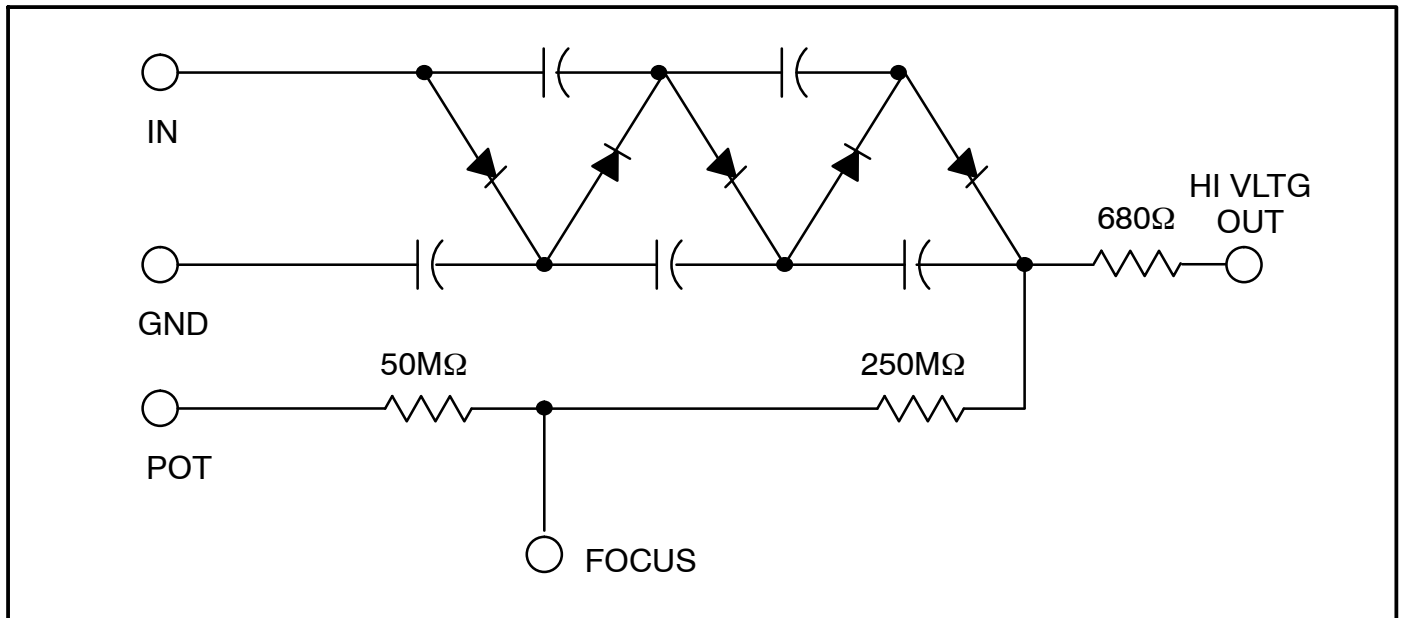 IN
HI VLTG
OUT
680Ω
GND
50MΩ
250MΩ
POT
FOCUS